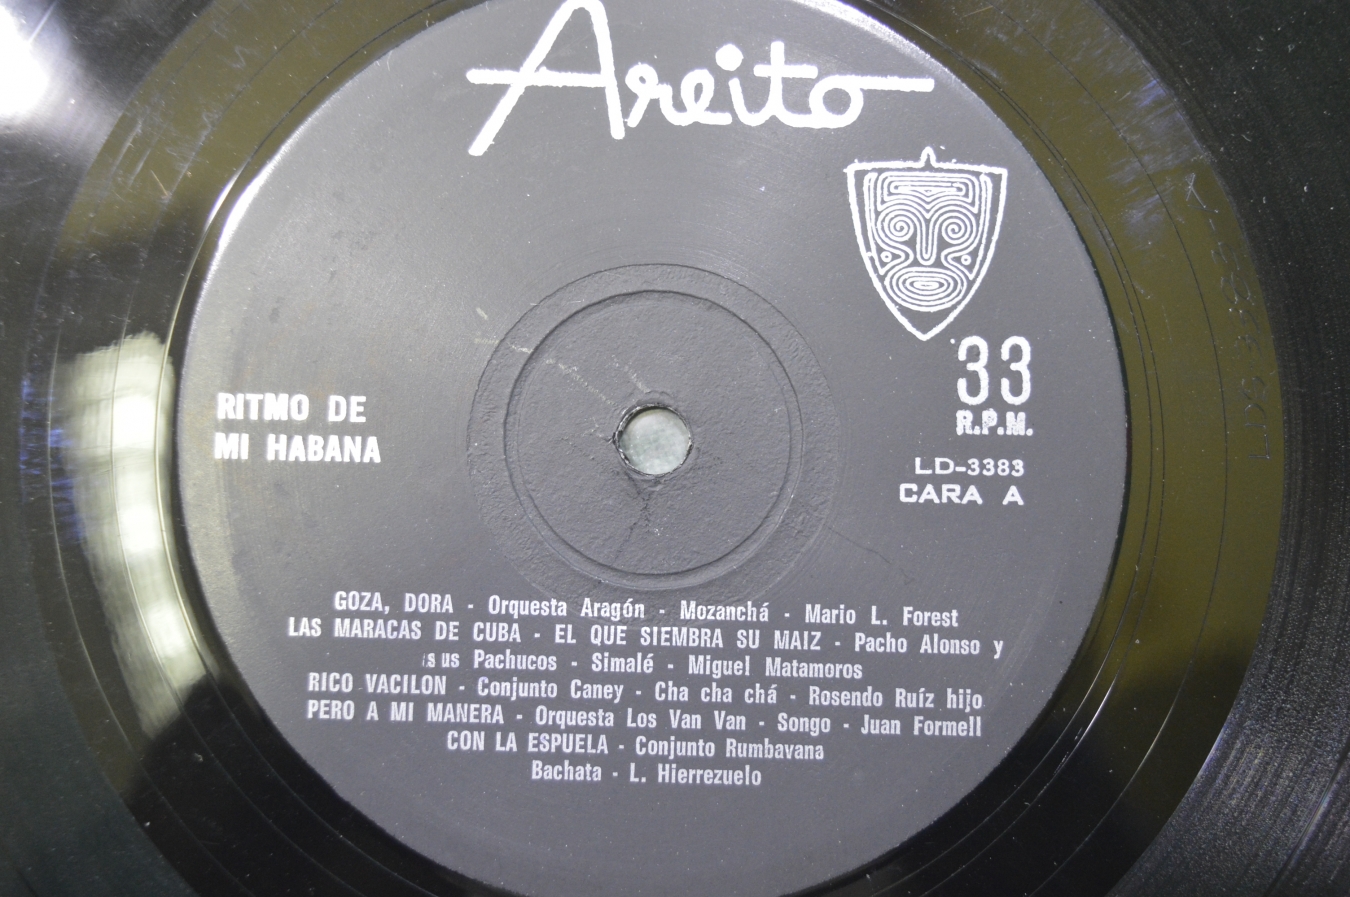 Areito
33
R.P.M.
RITMO DE
MI HABANA
LD-3383
CARA A
GOZA, DORA - Orquesta Aragón - Mozanchá - Mario L. Forest
LAS MARACAS DE CUBA - EL QUE SIEMBRA SU MAIZ - Pacho Alonso y
sus Pachucos - Simalé - Miguel Matamoros
RICO VACILON - Conjunto Caney - Cha cha chá - Rosendo Ruíz hijo
PERO A MI MANERA - Orquesta Los Van Van - Songo - Juan Formell
CON LA ESPUELA - Conjunto Rumbavana
Bachata - L. Hierrezuelo